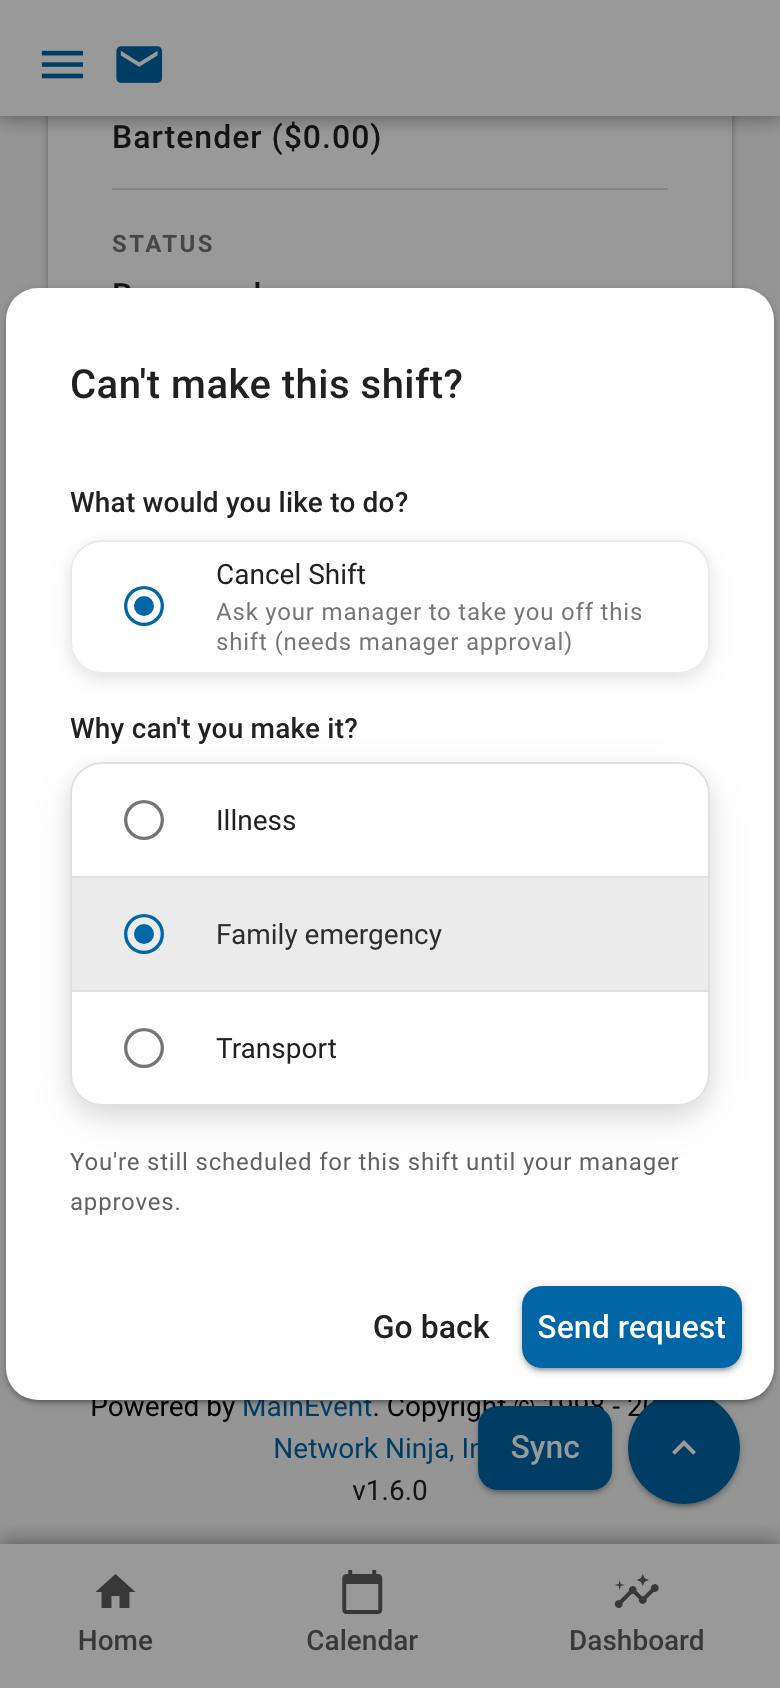 Bartender ($0.00)
STATUS
Can't make this shift?
What would you like to do?
Cancel Shift
Ask your manager to take you off this
shift (needs manager approval)
Why can't you make it?
Illness
Family emergency
Transport
You're still scheduled for this shift until your manager
approves.
Go back
Send request
Powered by MainEvent. Copyright © 1998 - 
Network Ninja,
Sync
v1.6.0
Home
Calendar
Dashboard